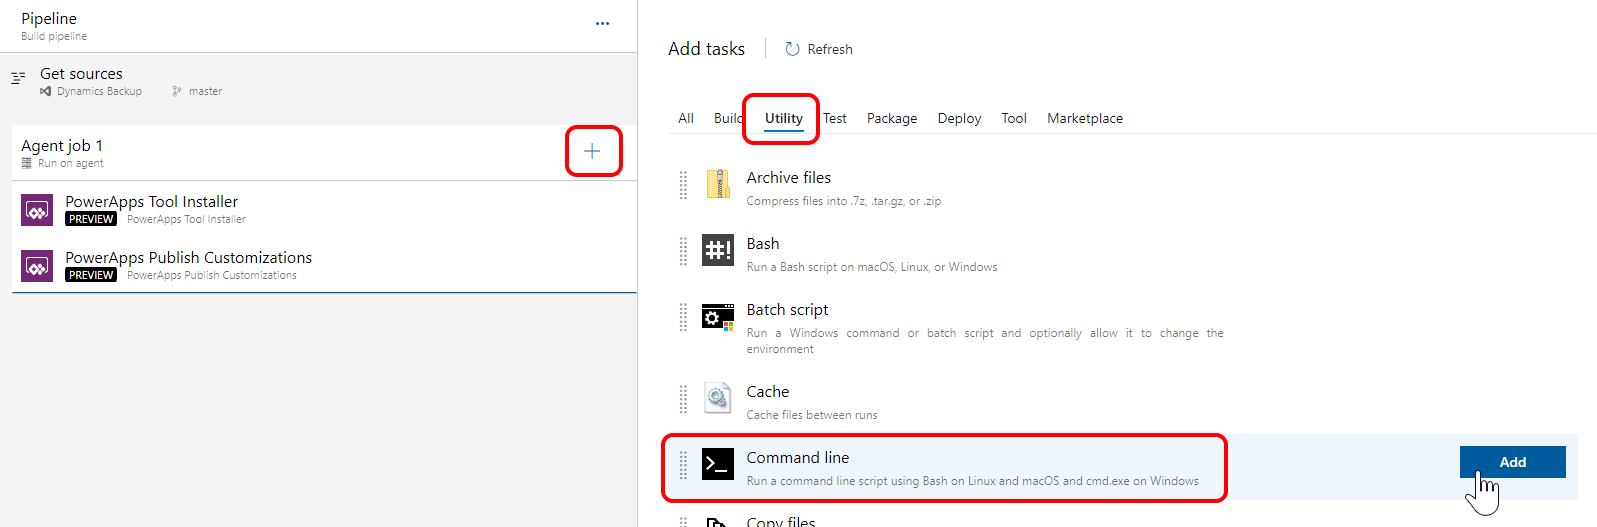 Pipeline
Build pipeline
...
Get sources
Dynamics Backup master
Agent job 1
Run on agent
PowerApps Tool Installer
PREVIEW PowerApps Tool Installer
PowerApps Publish Customizations
PREVIEW PowerApps Publish Customizations
Add tasks Refresh
All Build Utility Test Package Deploy Tool Marketplace
Archive files
Compress files into .7z, .tar.gz, or .zip
#!
Bash
Run a Bash script on macOS, Linux, or Windows
Batch script
Run a Windows command or batch script and optionally allow it to change the
environment
Cache
Cache files between runs
>_
Command line
Run a command line script using Bash on Linux and macOS and cmd.exe on Windows
Add
Copy files